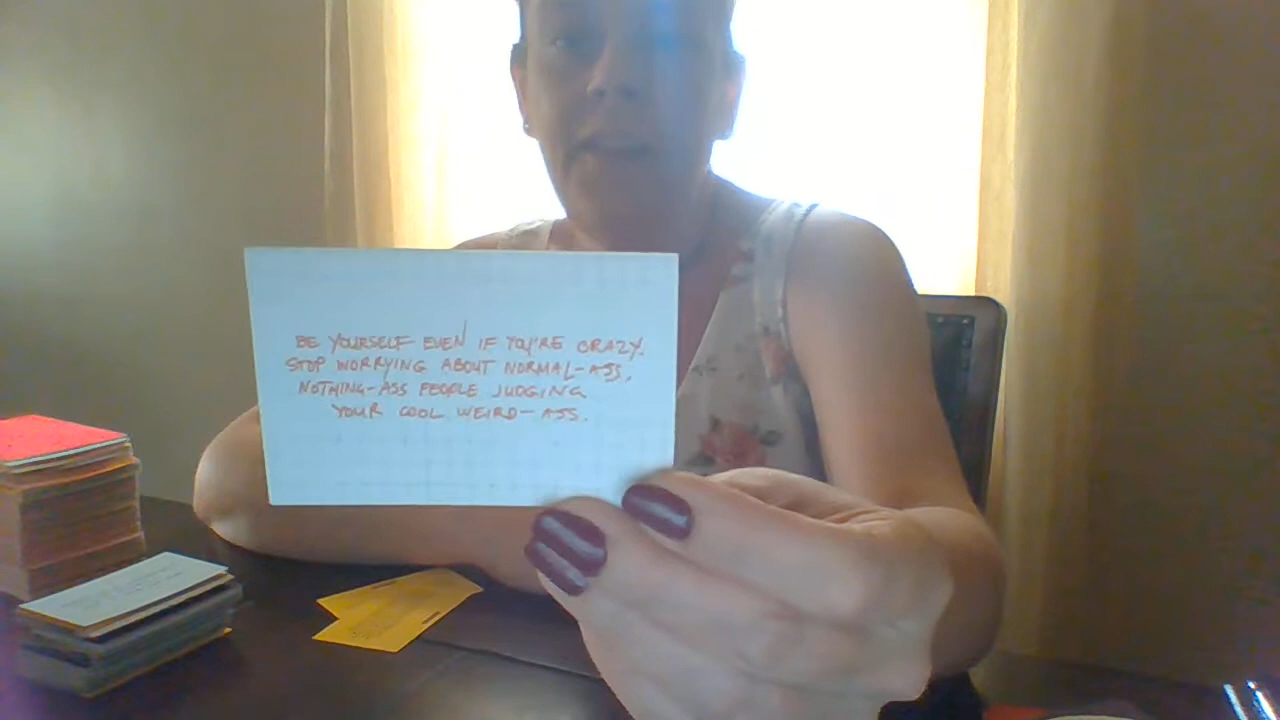 BE YOURSELF EVEN IF YOU'RE CRAZY.
STOP WORRYING ABOUT NORMAL-ASS,
NOTHING-ASS PEOPLE JUDGING
YOUR COOL WEIRD-ASS.